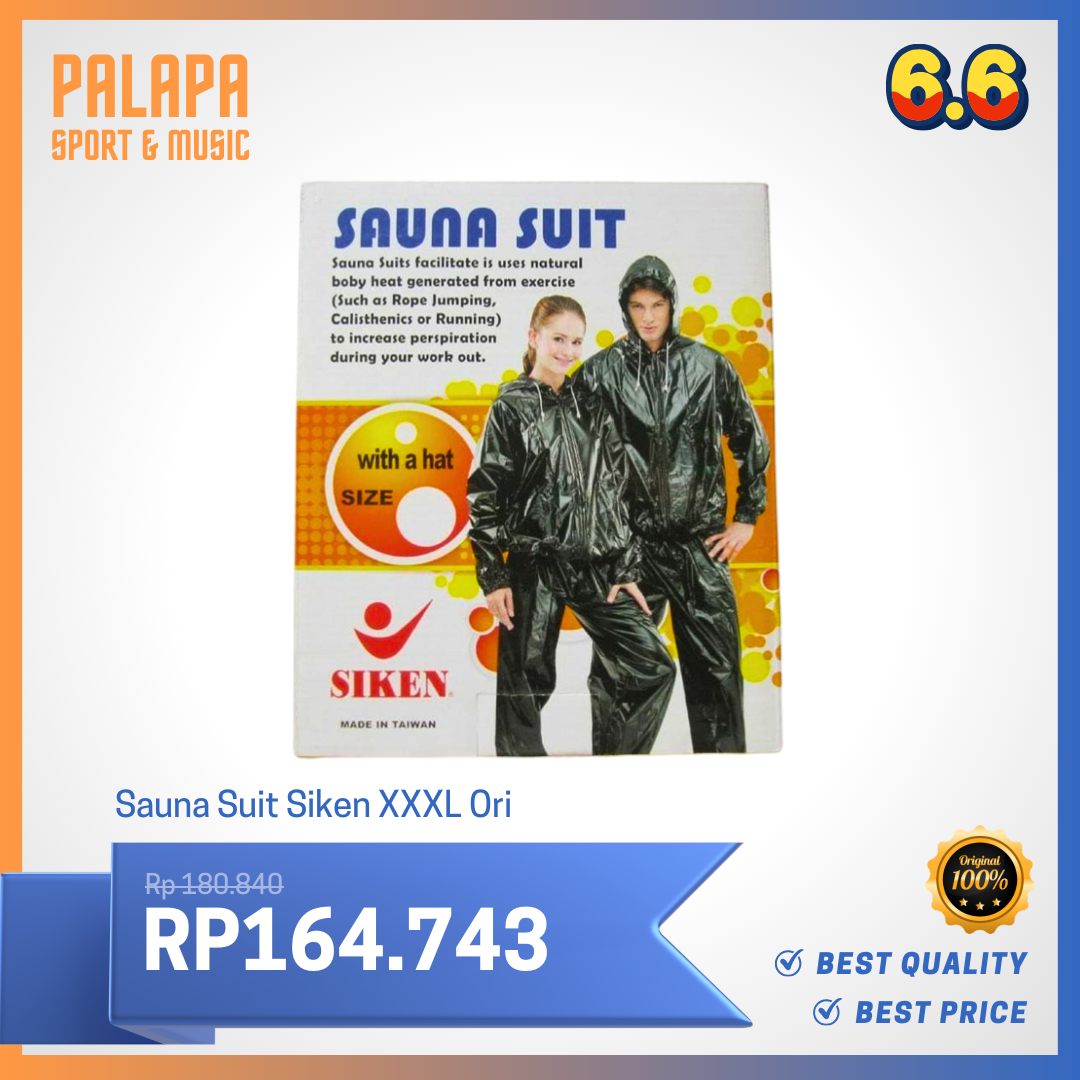 PALAPA
SPORT & MUSIC
6.6
SAUNA SUIT
Sauna Suits facilitate is uses natural
boby heat generated from exercise
(Such as Rope Jumping,
Calisthenics or Running)
to increase perspiration
during your work out.
with a hat
SIZE
SIKEN®
MADE IN TAIWAN
Sauna Suit Siken XXXL Ori
Rp 180.840
RP164.743
Original
100%
BEST QUALITY
BEST PRICE